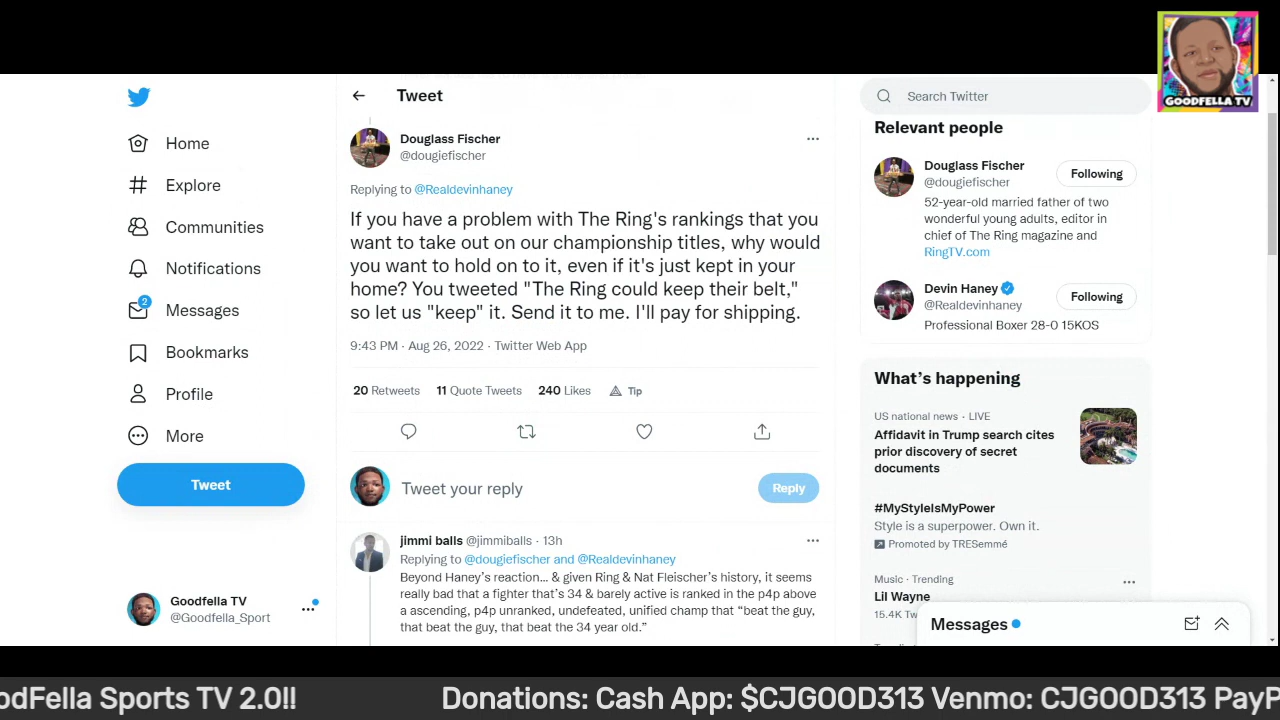 GOODFELLA TV
Home
Explore
Communities
Notifications
2
Messages
Bookmarks
Profile
More
Tweet
Goodfella TV
@Goodfella_Sport
Tweet
Douglass Fischer
@dougiefischer
Replying to @Realdevinhaney
If you have a problem with The Ring's rankings that you
want to take out on our championship titles, why would
you want to hold on to it, even if it's just kept in your
home? You tweeted "The Ring could keep their belt,"
so let us "keep" it. Send it to me. I'll pay for shipping.
9:43 PM · Aug 26, 2022 · Twitter Web App
20 Retweets 11 Quote Tweets 240 Likes Tip
Tweet your reply
Reply
jimmi balls @jimmiballs · 13h
Replying to @dougiefischer and @Realdevinhaney
Beyond Haney's reaction... & given Ring & Nat Fleischer's history, it seems
really bad that a fighter that's 34 & barely active is ranked in the p4p above
a ascending, p4p unranked, undefeated, unified champ that "beat the guy,
that beat the guy, that beat the 34 year old."
Search Twitter
Relevant people
Douglass Fischer
@dougiefischer
Following
52-year-old married father of two
wonderful young adults, editor in
chief of The Ring magazine and
RingTV.com
Devin Haney
@Realdevinhaney
Following
Professional Boxer 28-0 15KOS
What's happening
US national news · LIVE
Affidavit in Trump search cites
prior discovery of secret
documents
#MyStyleIsMyPower
Style is a superpower. Own it.
Promoted by TRESemmé
Music · Trending
Lil Wayne
15.4K Tw
Messages
odFella Sports TV 2.0!! Donations: Cash App: $CJGOOD313 Venmo: CJGOOD313 PayP